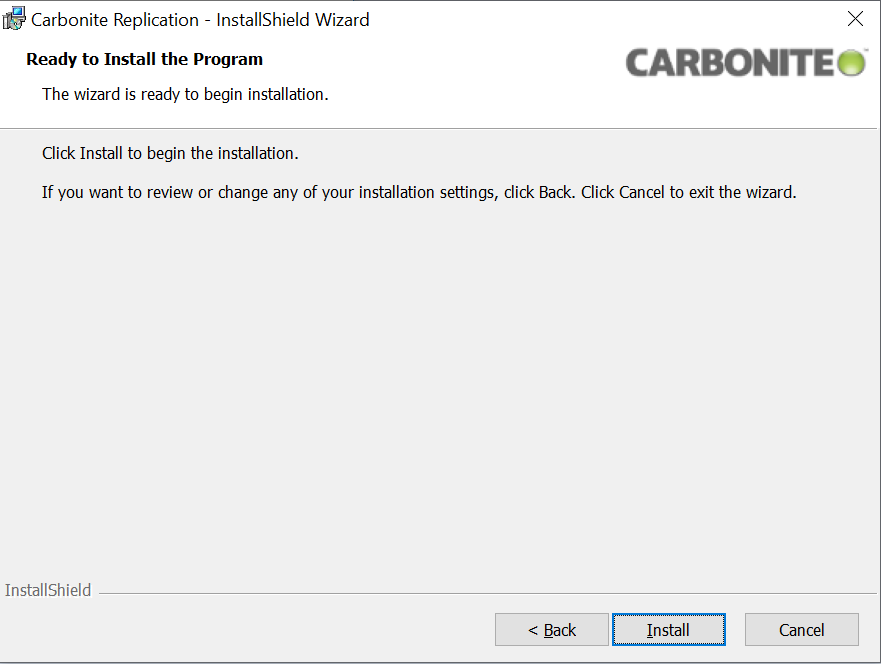 Carbonite Replication - InstallShield Wizard
Ready to Install the Program
CARBONITE
The wizard is ready to begin installation.
Click Install to begin the installation.
If you want to review or change any of your installation settings, click Back. Click Cancel to exit the wizard.
InstallShield
< Back
Install
Cancel